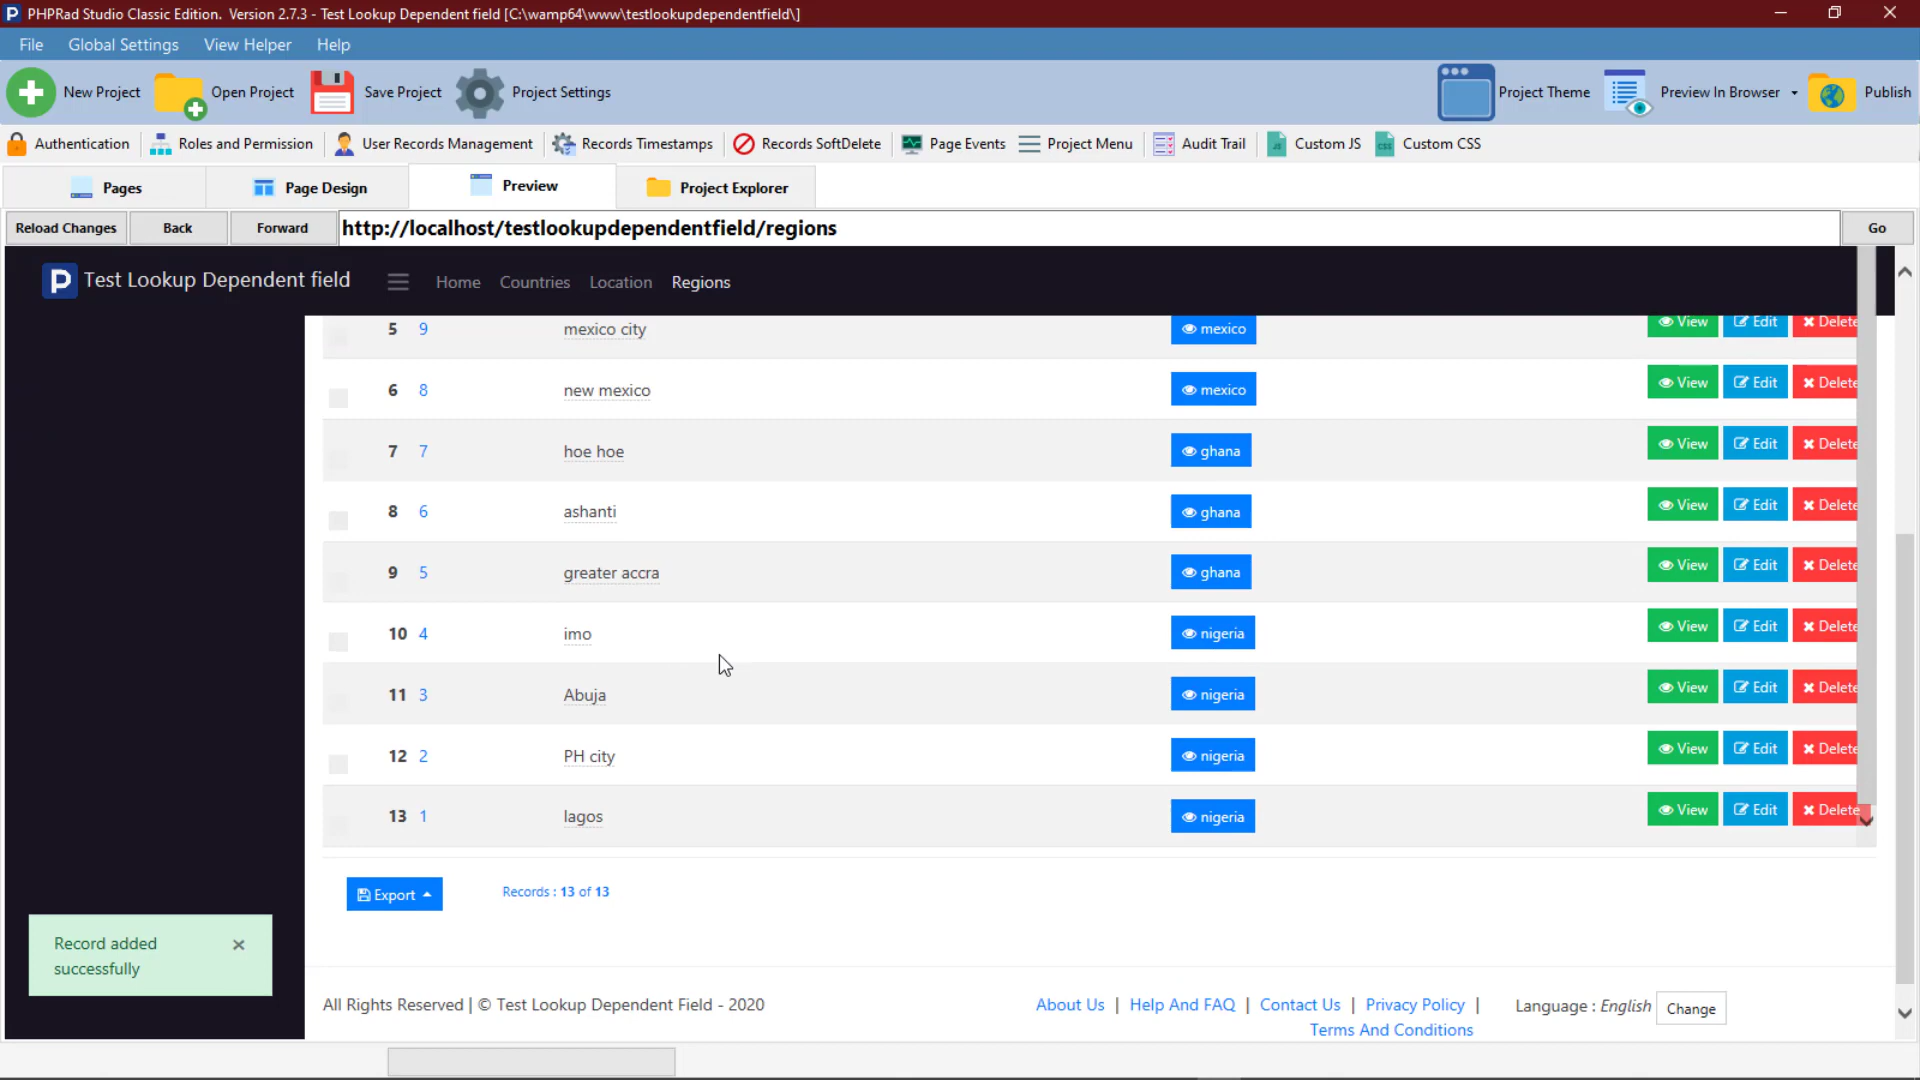 PHPRad Studio Classic Edition. Version 2.7.3 - Test Lookup Dependent field [C:\wamp64\www\testlookupdependentfield\]
File Global Settings View Helper Help
New Project Open Project Save Project Project Settings Project Theme Preview In Browser Publish
Authentication Roles and Permission User Records Management Records Timestamps Records SoftDelete Page Events Project Menu Audit Trail Custom JS Custom CSS
Pages Page Design Preview Project Explorer
Reload Changes Back Forward http://localhost/testlookupdependentfield/regions Go
P Test Lookup Dependent field Home Countries Location Regions
5 9 mexico city mexico View Edit Delete
6 8 new mexico mexico View Edit Delete
7 7 hoe hoe ghana View Edit Delete
8 6 ashanti ghana View Edit Delete
9 5 greater accra ghana View Edit Delete
10 4 imo nigeria View Edit Delete
11 3 Abuja nigeria View Edit Delete
12 2 PH city nigeria View Edit Delete
13 1 lagos nigeria View Edit Delete
Export Records : 13 of 13
Record added
successfully
All Rights Reserved | © Test Lookup Dependent Field - 2020 About Us | Help And FAQ | Contact Us | Privacy Policy | Language : English Change
Terms And Conditions